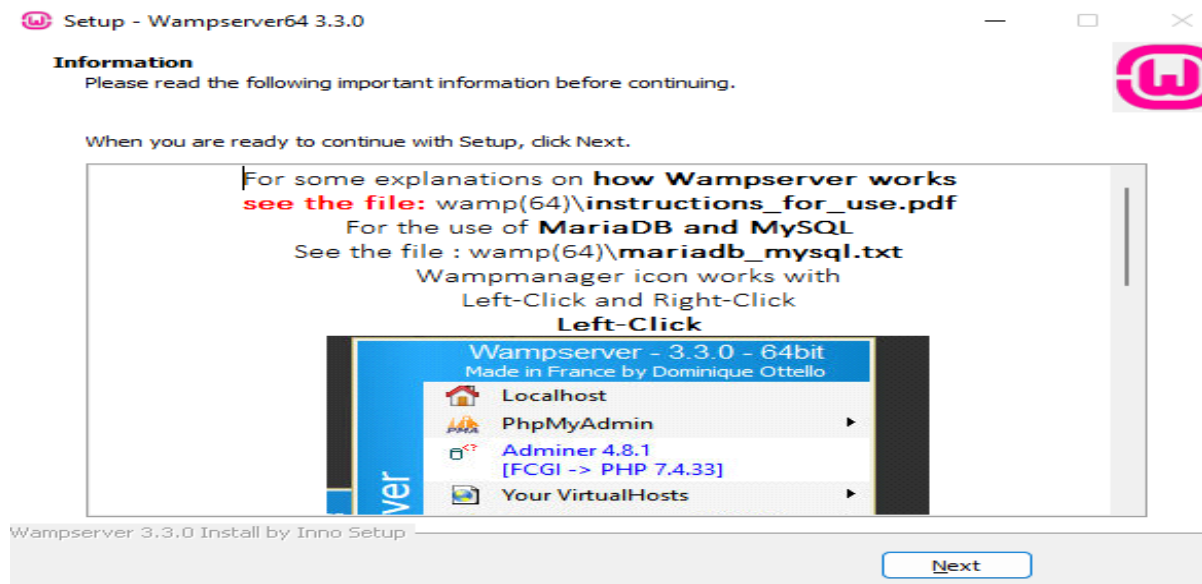 Setup - Wampserver64 3.3.0
Information
Please read the following important information before continuing.
When you are ready to continue with Setup, click Next.
For some explanations on how Wampserver works
see the file: wamp(64)\instructions_for_use.pdf
For the use of MariaDB and MySQL
See the file : wamp(64)\mariadb_mysql.txt
Wampmanager icon works with
Left-Click and Right-Click
Left-Click
Wampserver - 3.3.0 - 64bit
Made in France by Dominique Ottello
Localhost
PhpMyAdmin
Adminer 4.8.1
[FCGI -> PHP 7.4.33]
Your VirtualHosts
Wampserver 3.3.0 Install by Inno Setup
Next